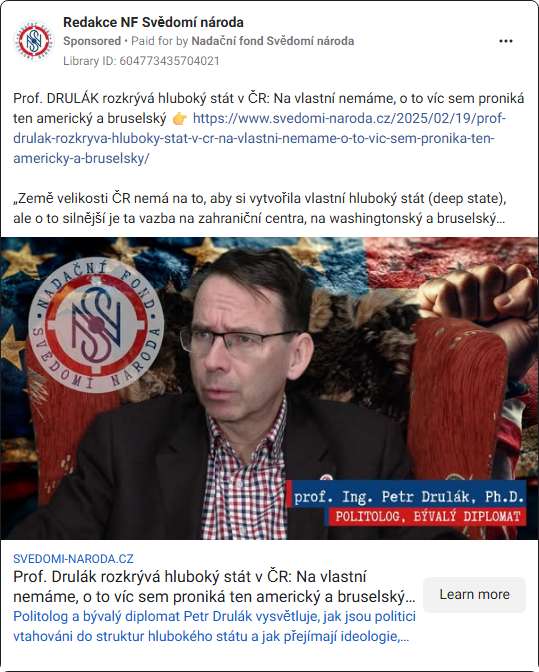 Redakce NF Svědomí národa
Sponsored • Paid for by Nadační fond Svědomí národa
Library ID: 604773435704021
Prof. DRULÁK rozkrývá hluboký stát v ČR: Na vlastní nemáme, o to víc sem proniká
ten americký a bruselský 👉 https://www.svedomi-naroda.cz/2025/02/19/prof-
drulak-rozkryva-hluboky-stat-v-cr-na-vlastni-nemame-o-to-vic-sem-pronika-ten-
americky-a-bruselsky/
„Země velikosti ČR nemá na to, aby si vytvořila vlastní hluboký stát (deep state),
ale o to silnější je ta vazba na zahraniční centra, na washingtonský a bruselský...
NADAČNÍ FOND
SVĚDOMÍ NÁRODA
prof. Ing. Petr Drulák, Ph.D.
POLITOLOG, BÝVALÝ DIPLOMAT
SVEDOMI-NARODA.CZ
Prof. Drulák rozkrývá hluboký stát v ČR: Na vlastní
nemáme, o to víc sem proniká ten americký a bruselský...
Learn more
Politolog a bývalý diplomat Petr Drulák vysvětluje, jak jsou politici
vtahováni do struktur hlubokého státu a jak přejímají ideologie,...